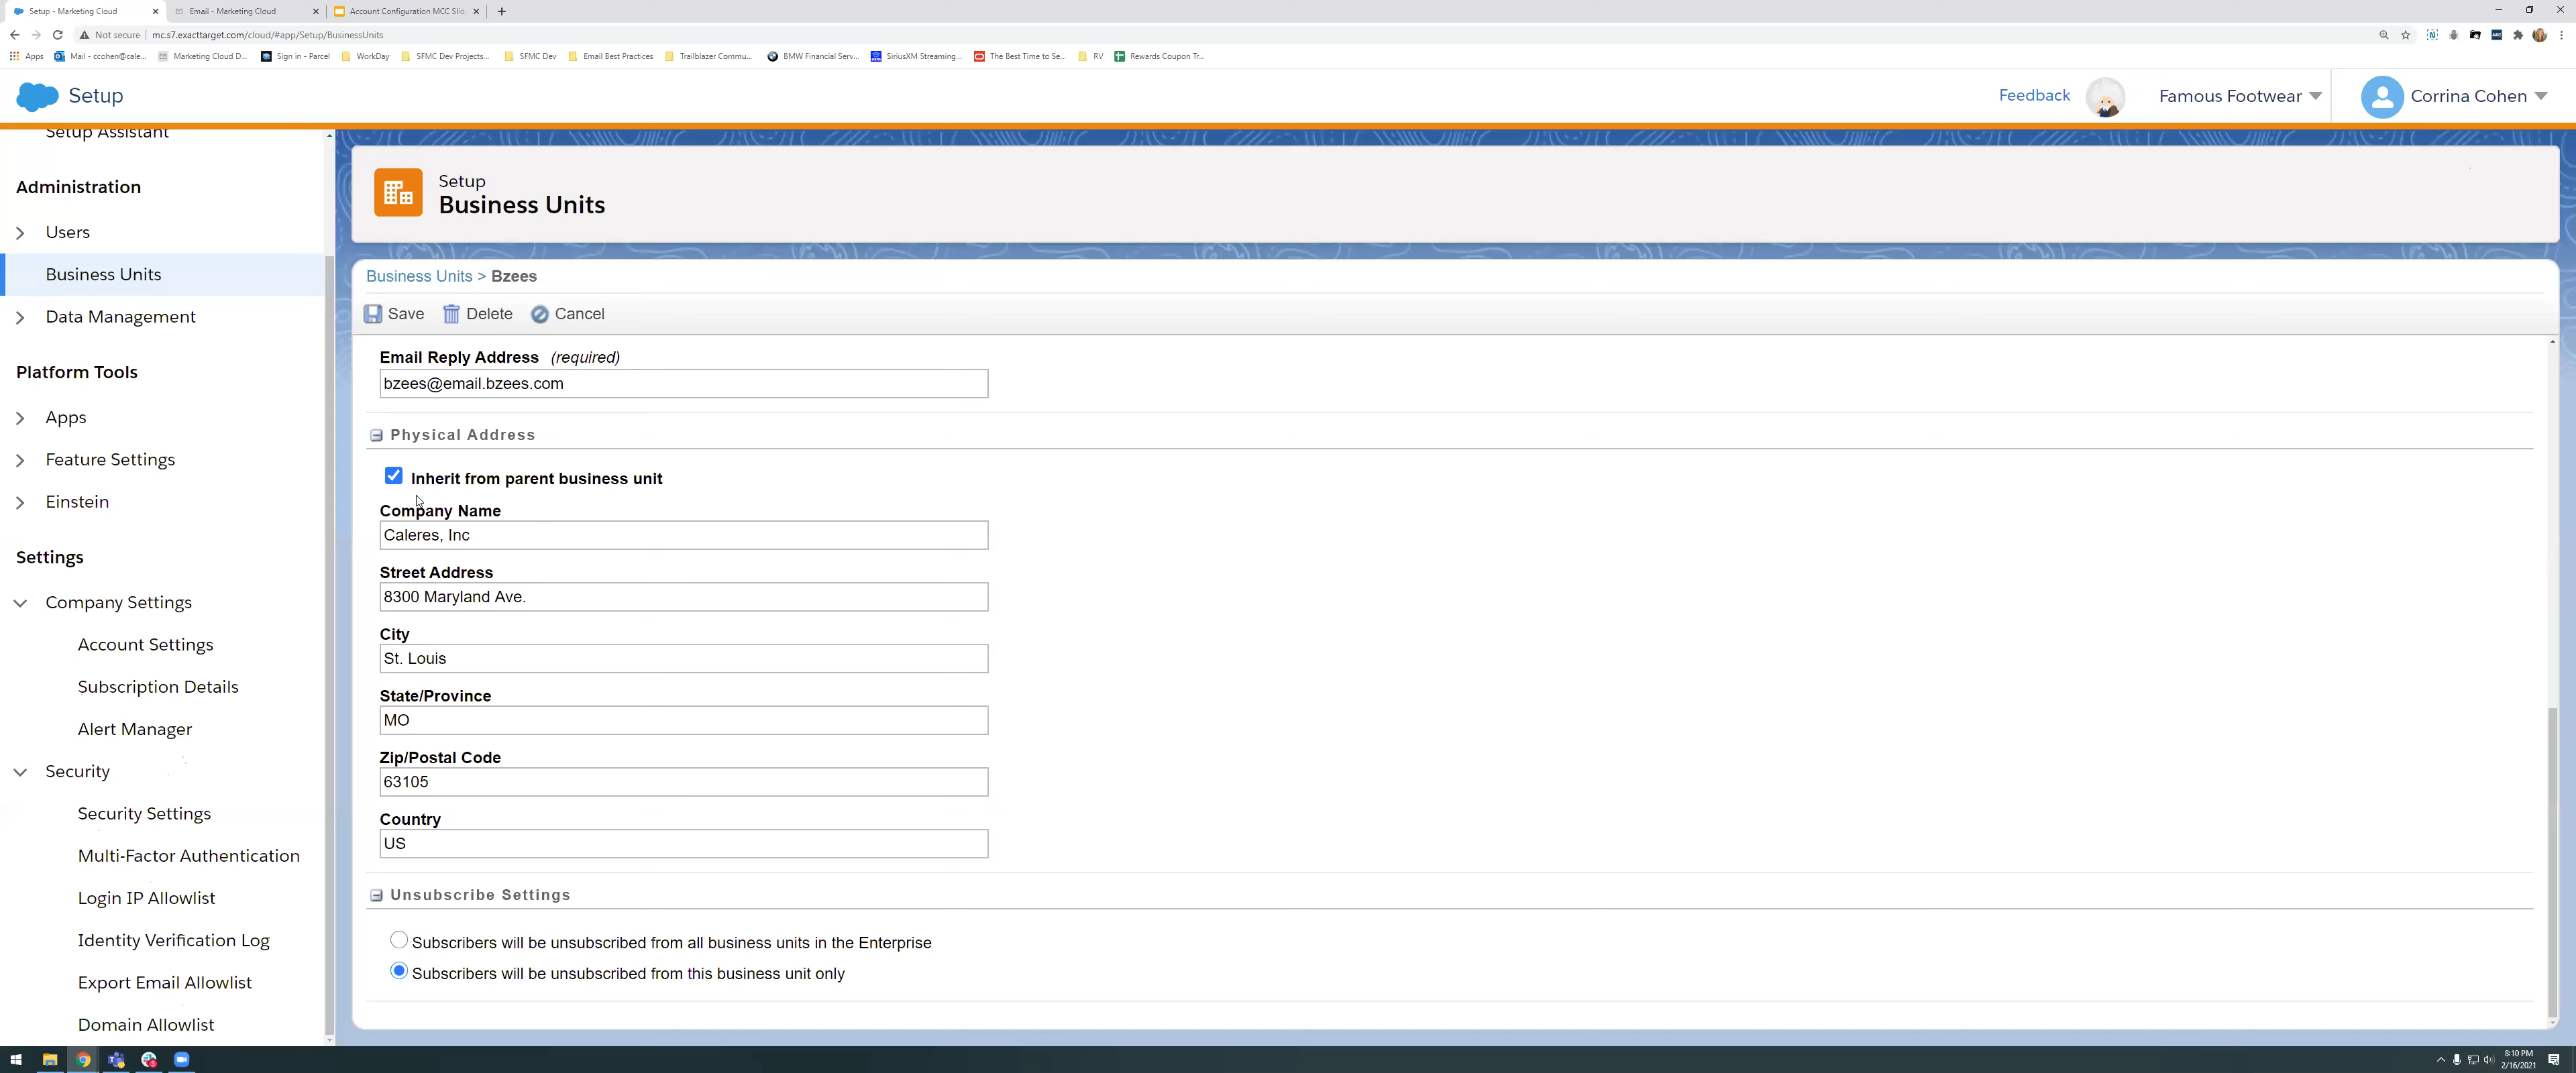 Setup - Marketing Cloud
Email - Marketing Cloud
Account Configuration MCC Slid
Not secure
mc.s7.exacttarget.com/cloud/#app/Setup/BusinessUnits
Apps
Mail - ccohen@cale...
Marketing Cloud D...
Sign in - Parcel
WorkDay
SFMC Dev Projects...
SFMC Dev
Email Best Practices
Trailblazer Commu...
BMW Financial Serv...
SiriusXM Streaming...
The Best Time to Se...
RV
Rewards Coupon Tr...
Setup
Feedback
Famous Footwear
Corrina Cohen
Setup Assistant
Administration
Users
Business Units
Data Management
Platform Tools
Apps
Feature Settings
Einstein
Settings
Company Settings
Account Settings
Subscription Details
Alert Manager
Security
Security Settings
Multi-Factor Authentication
Login IP Allowlist
Identity Verification Log
Export Email Allowlist
Domain Allowlist
Setup
Business Units
Business Units > Bzees
Save
Delete
Cancel
Email Reply Address (required)
bzees@email.bzees.com
Physical Address
Inherit from parent business unit
Company Name
Caleres, Inc
Street Address
8300 Maryland Ave.
City
St. Louis
State/Province
MO
Zip/Postal Code
63105
Country
US
Unsubscribe Settings
Subscribers will be unsubscribed from all business units in the Enterprise
Subscribers will be unsubscribed from this business unit only
8:10 PM
2/16/2021